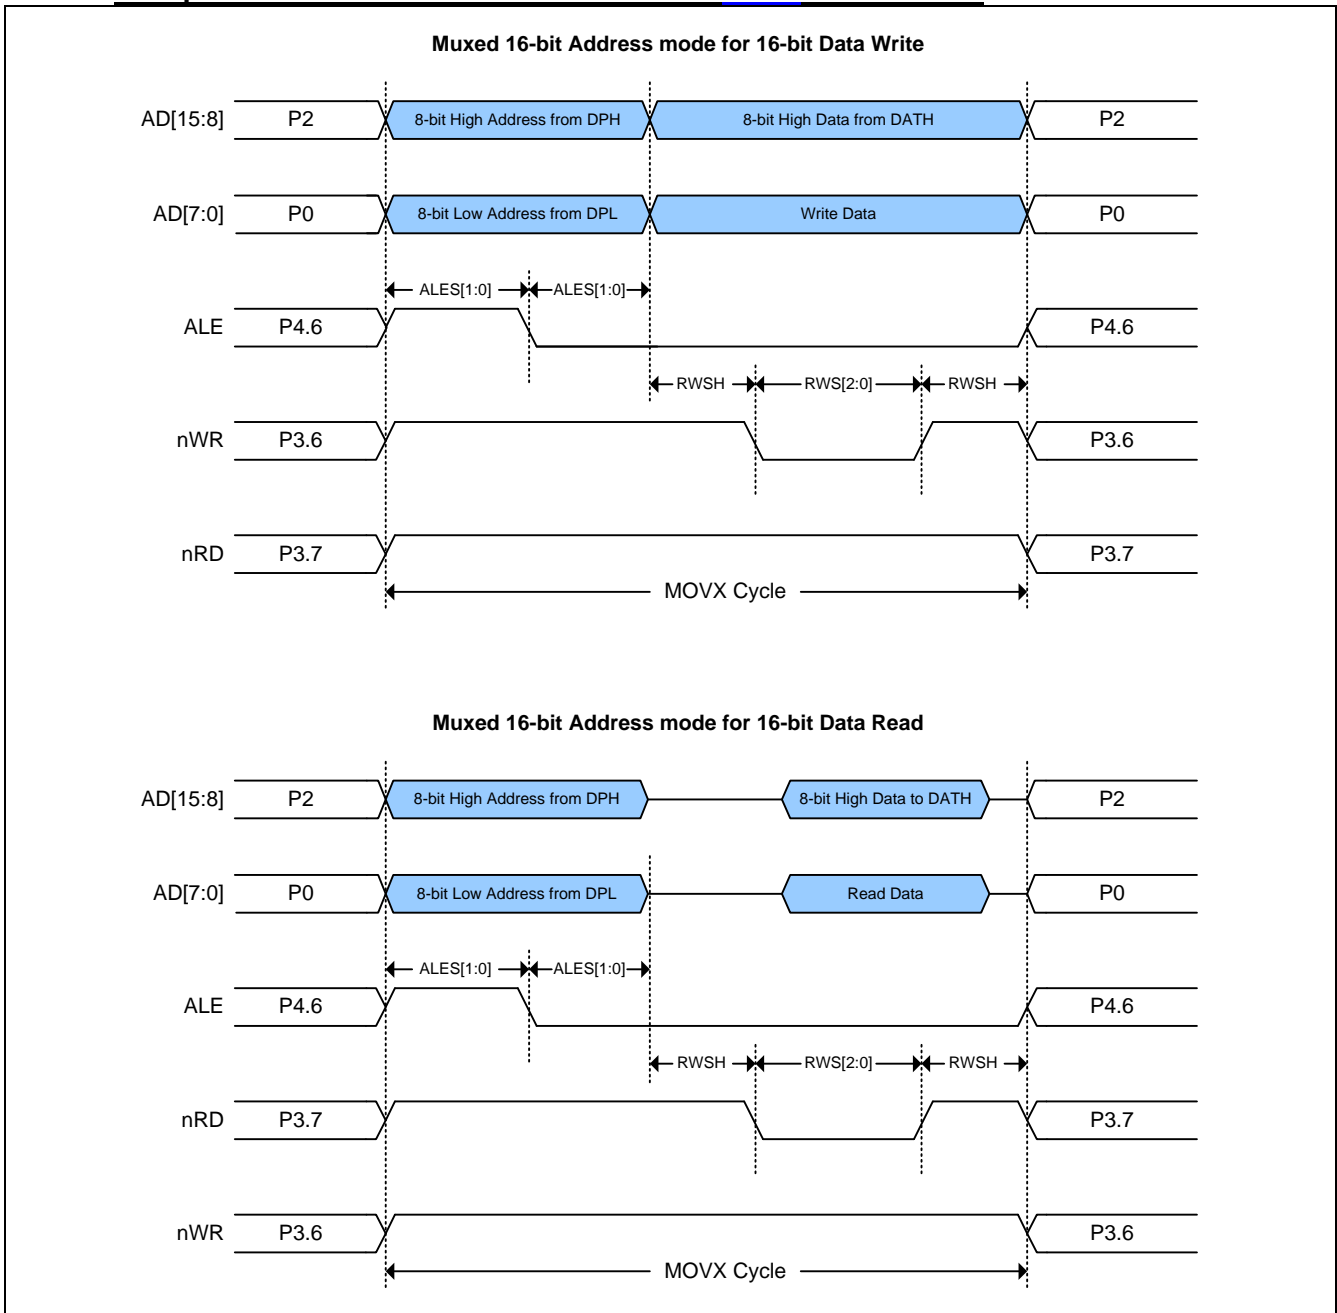 Muxed 16-bit Address mode for 16-bit Data Write
AD[15:8] P2 8-bit High Address from DPH 8-bit High Data from DATH P2
AD[7:0] P0 8-bit Low Address from DPL Write Data P0
ALES[1:0] ALES[1:0]
ALE P4.6 P4.6
RWSH RWS[2:0] RWSH
nWR P3.6 P3.6
nRD P3.7 P3.7
MOVX Cycle
Muxed 16-bit Address mode for 16-bit Data Read
AD[15:8] P2 8-bit High Address from DPH 8-bit High Data to DATH P2
AD[7:0] P0 8-bit Low Address from DPL Read Data P0
ALES[1:0] ALES[1:0]
ALE P4.6 P4.6
RWSH RWS[2:0] RWSH
nRD P3.7 P3.7
nWR P3.6 P3.6
MOVX Cycle